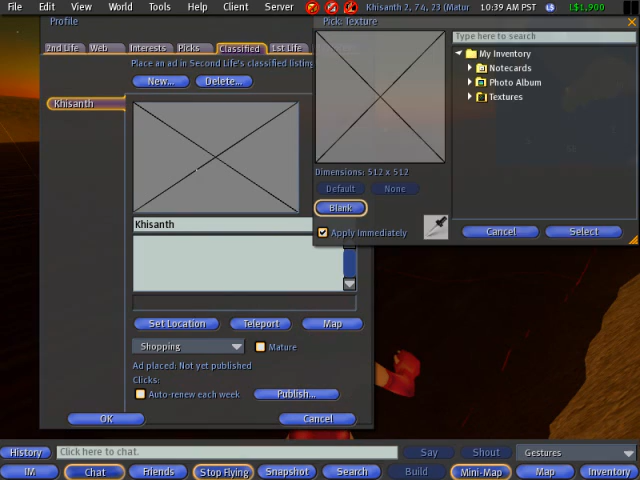 File Edit View World Tools Help Client Server Khisanth 2, 74, 23 (Matur 10:39 AM PST L$1,900
Profile
2nd Life Web Interests Picks Classified 1st Life
Place an ad in Second Life's classified listing
New... Delete...
Khisanth
Khisanth
Set Location Teleport Map
Shopping Mature
Ad placed: Not yet published
Clicks:
Auto-renew each week Publish...
OK Cancel
Pick: Texture
Type here to search
My Inventory
Notecards
Photo Album
Textures
Dimensions: 512 x 512
Default None
Blank
Apply Immediately
Cancel Select
History Click here to chat. Say Shout Gestures
IM Chat Friends Stop Flying Snapshot Search Build Mini-Map Map Inventory